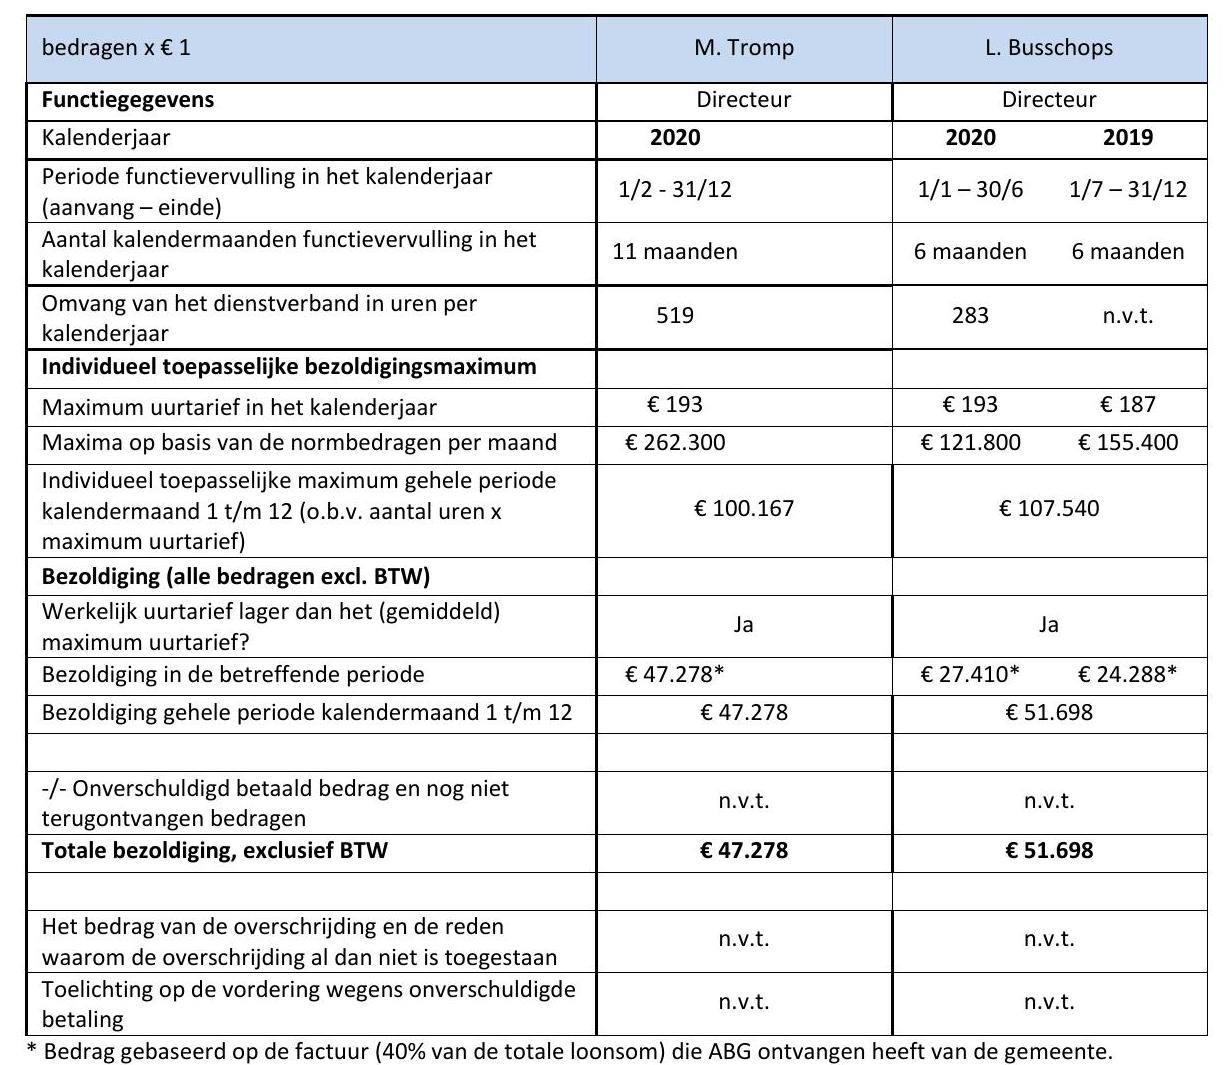 bedragen x € 1 M. Tromp L. Busschops
Functiegegevens Directeur Directeur
Kalenderjaar 2020 2020 2019
Periode functievervulling in het kalenderjaar
(aanvang – einde) 1/2 - 31/12 1/1 – 30/6 1/7 – 31/12
Aantal kalendermaanden functievervulling in het
kalenderjaar 11 maanden 6 maanden 6 maanden
Omvang van het dienstverband in uren per
kalenderjaar 519 283 n.v.t.
Individueel toepasselijke bezoldigingsmaximum
Maximum uurtarief in het kalenderjaar € 193 € 193 € 187
Maxima op basis van de normbedragen per maand € 262.300 € 121.800 € 155.400
Individueel toepasselijke maximum gehele periode
kalendermaand 1 t/m 12 (o.b.v. aantal uren x € 100.167 € 107.540
maximum uurtarief)
Bezoldiging (alle bedragen excl. BTW)
Werkelijk uurtarief lager dan het (gemiddeld)
maximum uurtarief? Ja Ja
Bezoldiging in de betreffende periode € 47.278* € 27.410* € 24.288*
Bezoldiging gehele periode kalendermaand 1 t/m 12 € 47.278 € 51.698
-/- Onverschuldigd betaald bedrag en nog niet
terugontvangen bedragen n.v.t. n.v.t.
Totale bezoldiging, exclusief BTW € 47.278 € 51.698
Het bedrag van de overschrijding en de reden
waarom de overschrijding al dan niet is toegestaan n.v.t. n.v.t.
Toelichting op de vordering wegens onverschuldigde
betaling n.v.t. n.v.t.
* Bedrag gebaseerd op de factuur (40% van de totale loonsom) die ABG ontvangen heeft van de gemeente.